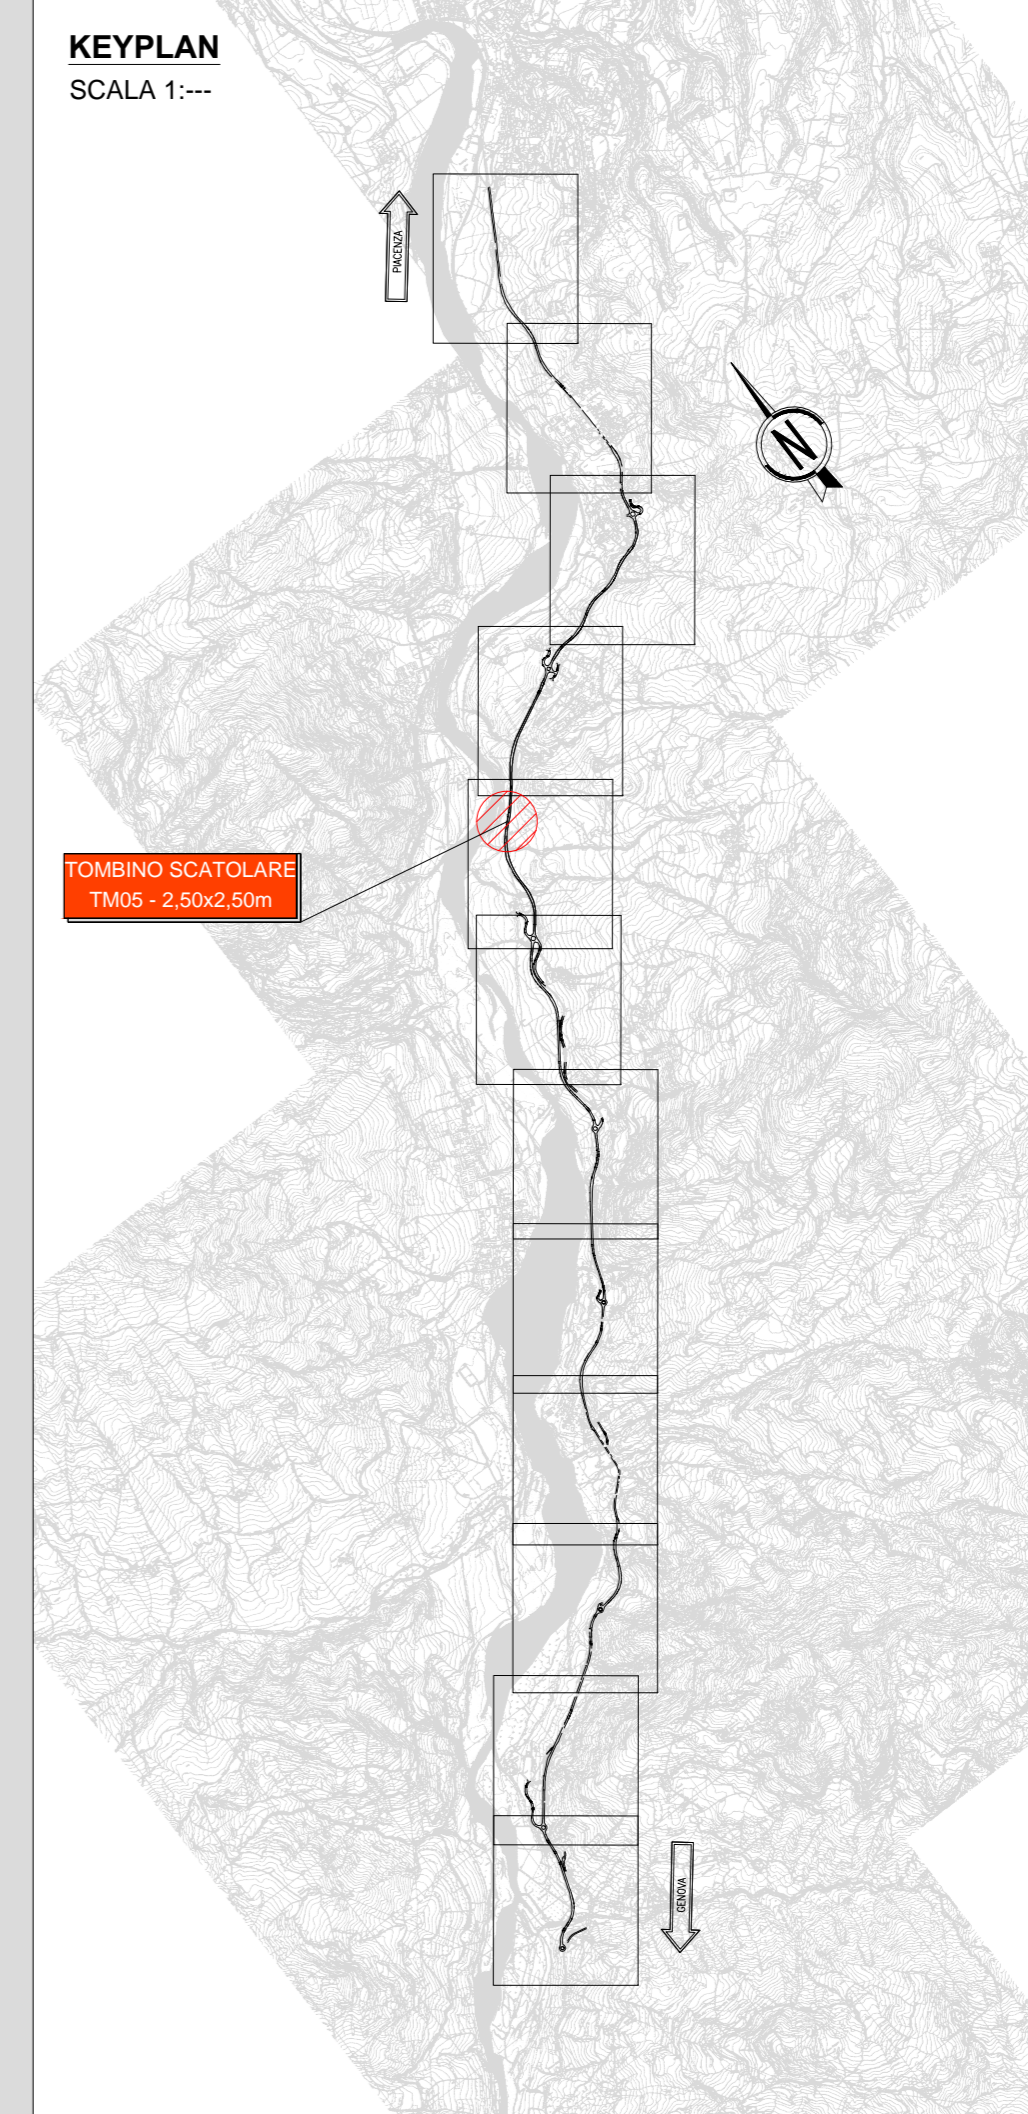 KEYPLAN
SCALA 1:---
PIACENZA
N
TOMBINO SCATOLARE
TM05 - 2,50x2,50m
GENOVA